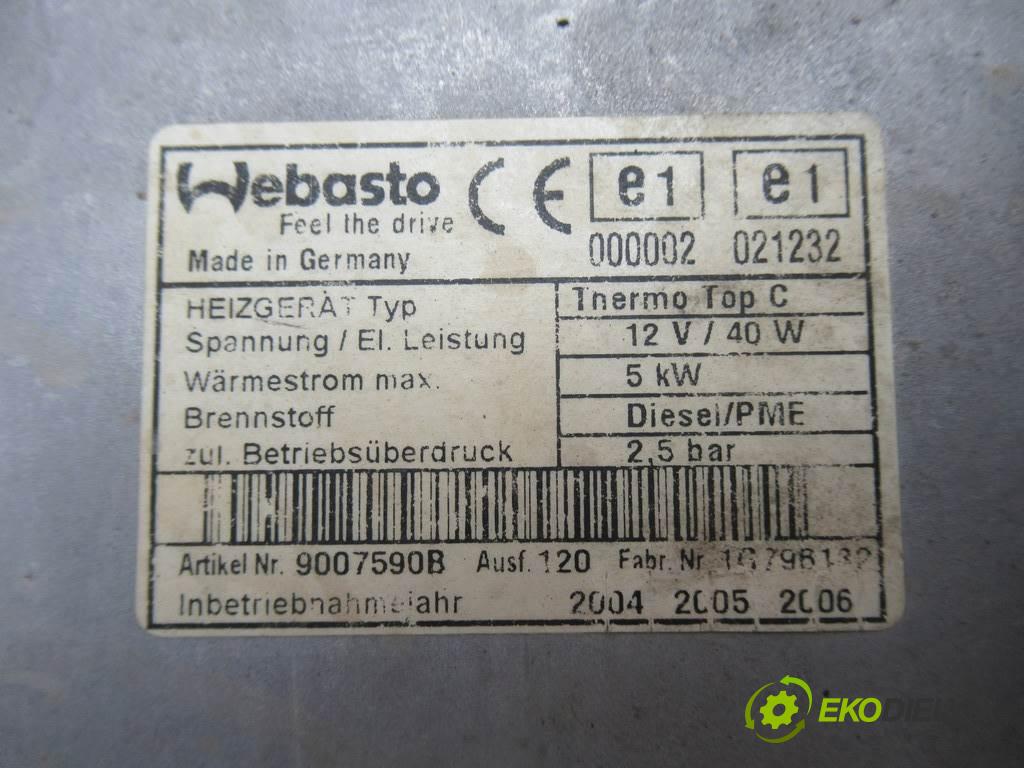 Webasto
Feel the drive
Made in Germany
CE
e1 e1
000002 021232
HEIZGERÄT Typ Thermo Top C
Spannung / El. Leistung 12 V / 40 W
Wärmestrom max. 5 kW
Brennstoff Diesel/PME
zul. Betriebsüberdruck 2,5 bar
Artikel Nr. 9007590B Ausf. 120 Fabr. Nr.
Inbetriebnahmejahr 2004 2005 2006